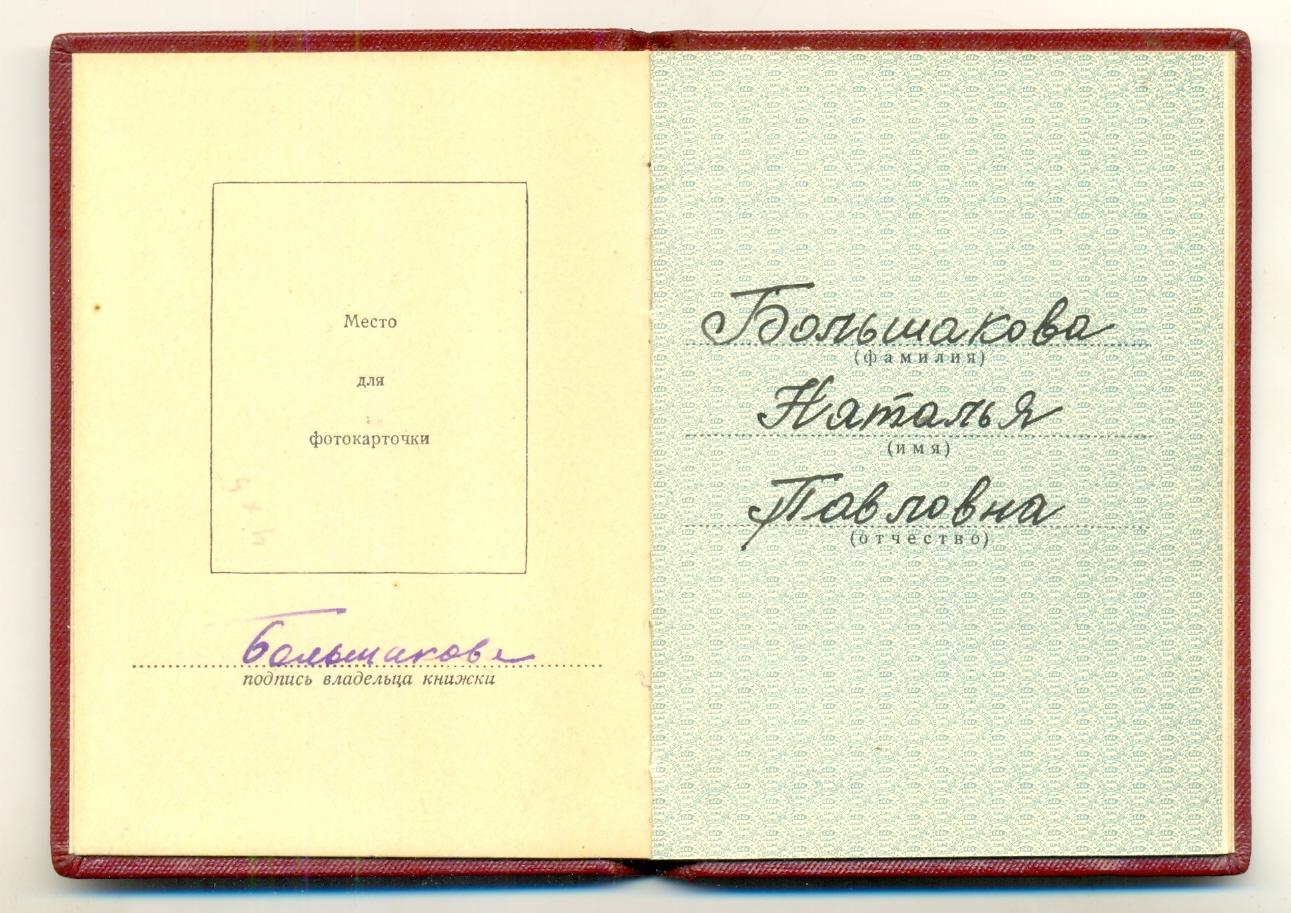 Место
для
фотокарточки
Большакова
подпись владельца книжки
Большакова
(фамилия)
Наталья
(имя)
Павловна
(отчество)